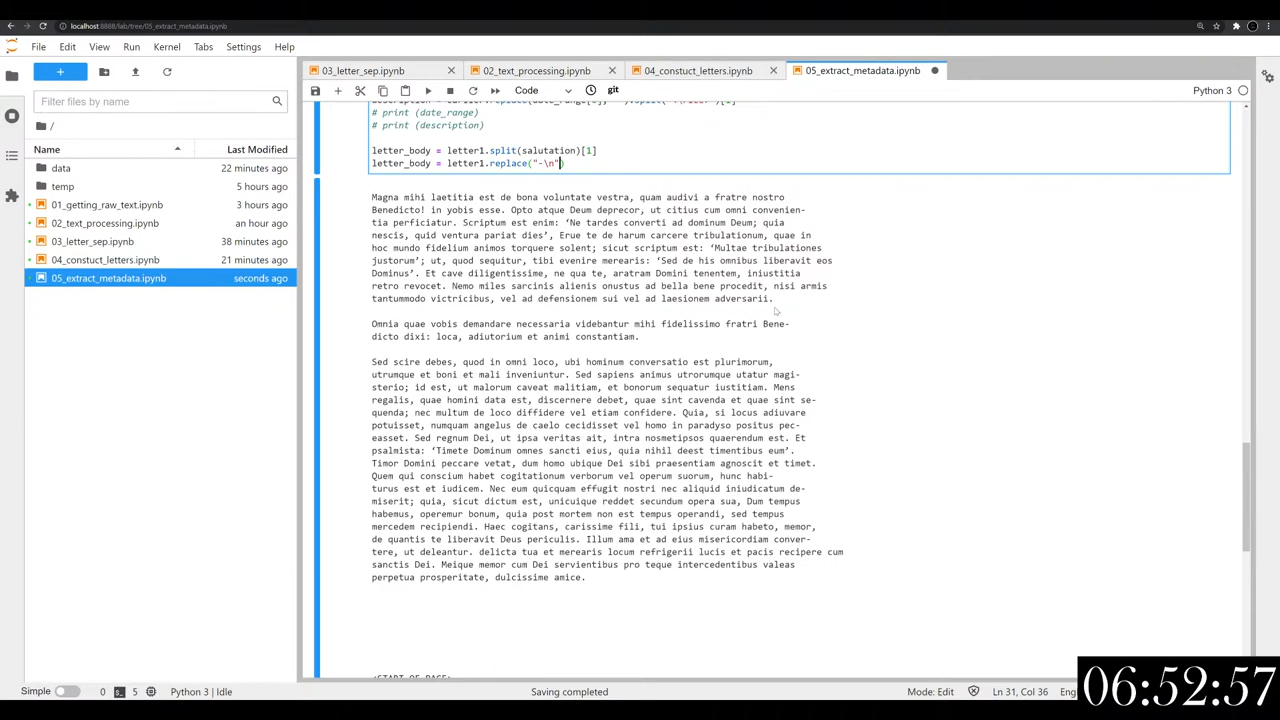 localhost:8888/lab/tree/05_extract_metadata.ipynb
File Edit View Run Kernel Tabs Settings Help
03_letter_sep.ipynb 02_text_processing.ipynb 04_constuct_letters.ipynb 05_extract_metadata.ipynb
Filter files by name
Code git Python 3
/
Name Last Modified
data 22 minutes ago
temp 5 hours ago
01_getting_raw_text.ipynb 3 hours ago
02_text_processing.ipynb an hour ago
03_letter_sep.ipynb 38 minutes ago
04_constuct_letters.ipynb 21 minutes ago
05_extract_metadata.ipynb seconds ago
# print (date_range)
# print (description)
letter_body = letter1.split(salutation)[1]
letter_body = letter1.replace("-\n")
Magna mihi laetitia est de bona voluntate vestra, quam audivi a fratre nostro
Benedicto! in yobis esse. Opto atque Deum deprecor, ut citius cum omni convenien-
tia perficiatur. Scriptum est enim: ‘Ne tardes converti ad dominum Deum; quia
nescis, quid ventura pariat dies’, Erue te de harum carcere tribulationum, quae in
hoc mundo fidelium animos torquere solent; sicut scriptum est: ‘Multae tribulationes
justorum’; ut, quod sequitur, tibi evenire merearis: ‘Sed de his omnibus liberavit eos
Dominus’. Et cave diligentissime, ne qua te, aratram Domini tenentem, iniustitia
retro revocet. Nemo miles sarcinis alienis onustus ad bella bene procedit, nisi armis
tantummodo victricibus, vel ad defensionem sui vel ad laesionem adversarii.
Omnia quae vobis demandare necessaria videbantur mihi fidelissimo fratri Bene-
dicto dixi: loca, adiutorium et animi constantiam.
Sed scire debes, quod in omni loco, ubi hominum conversatio est plurimorum,
utrumque et boni et mali inveniuntur. Sed sapiens animus utrorumque utatur magi-
sterio; id est, ut malorum caveat malitiam, et bonorum sequatur iustitiam. Mens
regalis, quae homini data est, discernere debet, quae sint cavenda et quae sint se-
quenda; nec multum de loco diffidere vel etiam confidere. Quia, si locus adiuvare
potuisset, numquam angelus de caelo cecidisset vel homo in paradyso positus pec-
easset. Sed regnum Dei, ut ipsa veritas ait, intra nosmetipsos quaerendum est. Et
psalmista: ‘Timete Dominum omnes sancti eius, quia nihil deest timentibus eum’.
Timor Domini peccare vetat, dum homo ubique Dei sibi praesentiam agnoscit et timet.
Quem qui conscium habet cogitationum verborum vel operum suorum, hunc habi-
turus est et iudicem. Nec eum quicquam effugit nostri nec aliquid iniudicatum de-
miserit; quia, sicut dictum est, unicuique reddet secundum opera sua, Dum tempus
habemus, operemur bonum, quia post mortem non est tempus operandi, sed tempus
mercedem recipiendi. Haec cogitans, carissime fili, tui ipsius curam habeto, memor,
de quantis te liberavit Deus periculis. Illum ama et ad eius misericordiam conver-
tere, ut deleantur. delicta tua et merearis locum refrigerii lucis et pacis recipere cum
sanctis Dei. Meique memor cum Dei servientibus pro teque intercedentibus valeas
perpetua prosperitate, dulcissime amice.
Simple 0 5 Python 3 | Idle Saving completed Mode: Edit Ln 31, Col 36
06:52:57